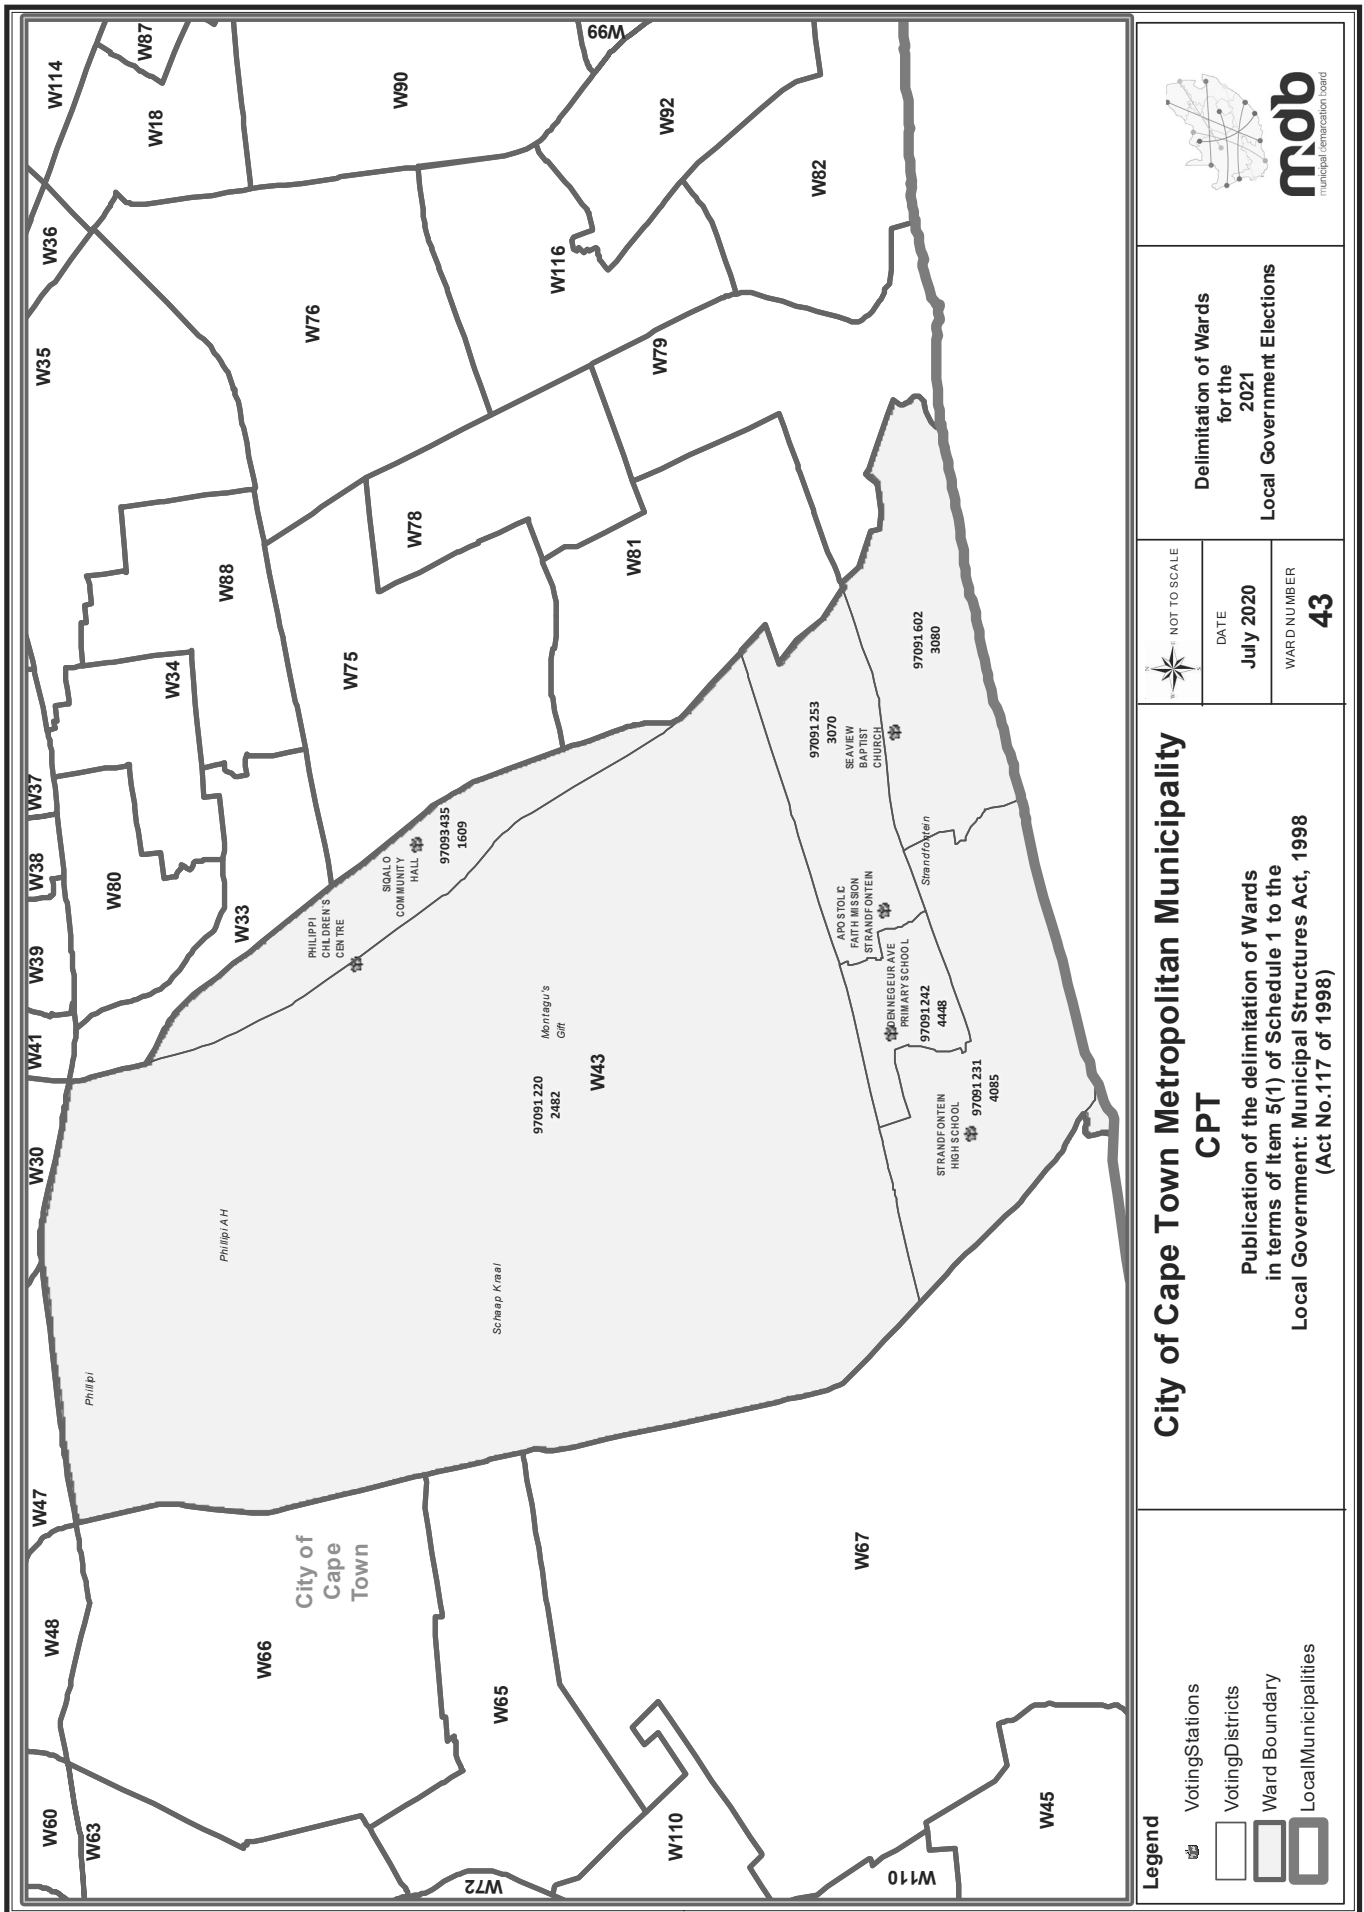 W60
W63
W48
W47
W30
W41
W39
W38
W37
W35
W36
W114
W87
W18
W90
W99
W92
W82
W116
W76
W79
W78
W81
W88
W75
W34
W80
W33
W66
City of
Cape
Town
W65
W72
W110
W110
W45
W67
Phillipi
Phillipi A H
Schaap Kraal
Montagu's
Gift
W43
97091220
2482
PHILIPPI
CHILDREN'S
CENTRE
SIQALO
COMMUNITY
HALL
97093435
1609
STRANDFONTEIN
HIGH SCHOOL
97091231
4085
DENNEGEUR AVE
PRIMARY SCHOOL
97091242
4448
APOSTOLIC
FAITH MISSION
STRANDFONTEIN
Strandfontein
SEAVIEW
BAPTIST
CHURCH
97091253
3070
97091602
3080
Legend
VotingStations
VotingDistricts
Ward Boundary
LocalMunicipalities
City of Cape Town Metropolitan Municipality
CPT
Publication of the delimitation of Wards
in terms of Item 5(1) of Schedule 1 to the
Local Government: Municipal Structures Act, 1998
(Act No.117 of 1998)
N
E
S
W
NOT TO SCALE
DATE
July 2020
WARD NUMBER
43
Delimitation of Wards
for the
2021
Local Government Elections
mdb
municipal demarcation board